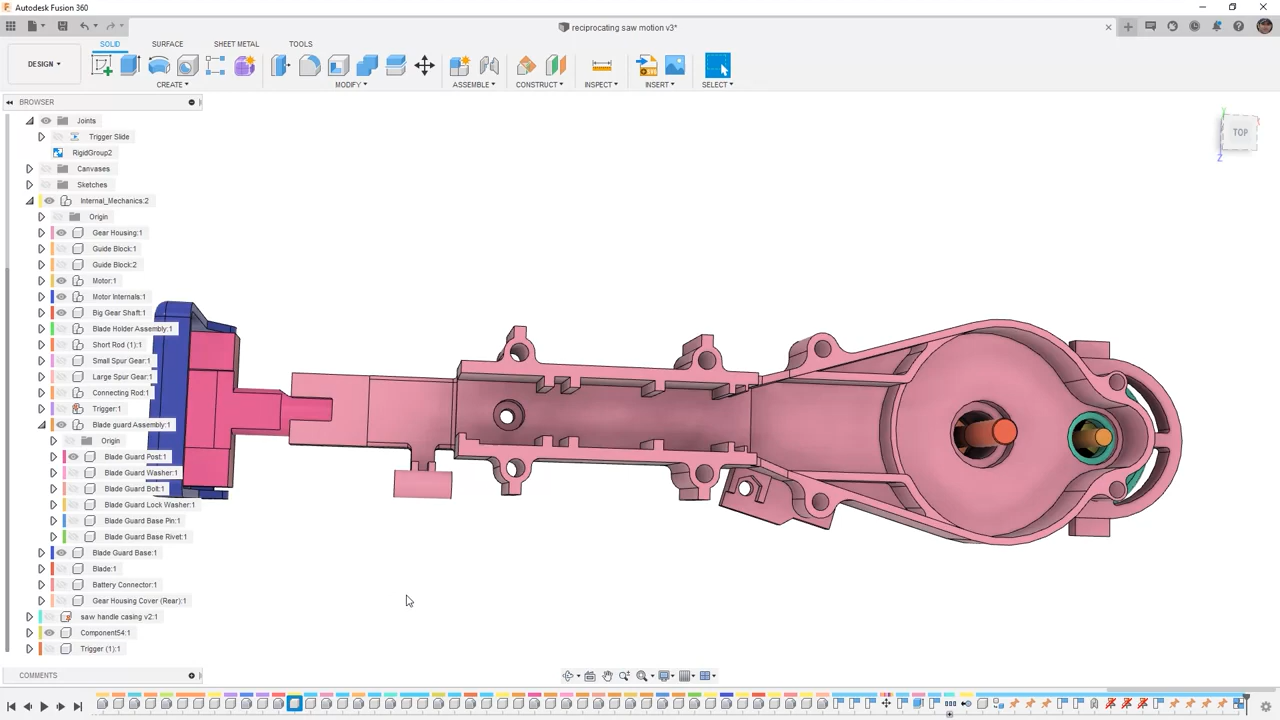 Autodesk Fusion 360
reciprocating saw motion v3*
SOLID
SURFACE
SHEET METAL
TOOLS
DESIGN
CREATE
MODIFY
ASSEMBLE
CONSTRUCT
INSPECT
INSERT
SELECT
BROWSER
Joints
Trigger Slide
RigidGroup2
Canvases
Sketches
Internal_Mechanics:2
Origin
Gear Housing:1
Guide Block:1
Guide Block:2
Motor:1
Motor Internals:1
Big Gear Shaft:1
Blade Holder Assembly:1
Short Rod (1):1
Small Spur Gear:1
Large Spur Gear:1
Connecting Rod:1
Trigger:1
Blade guard Assembly:1
Origin
Blade Guard Post:1
Blade Guard Washer:1
Blade Guard Bolt:1
Blade Guard Lock Washer:1
Blade Guard Base Pin:1
Blade Guard Base Rivet:1
Blade Guard Base:1
Blade:1
Battery Connector:1
Gear Housing Cover (Rear):1
saw handle casing v2:1
Component54:1
Trigger (1):1
COMMENTS
TOP
Y
Z